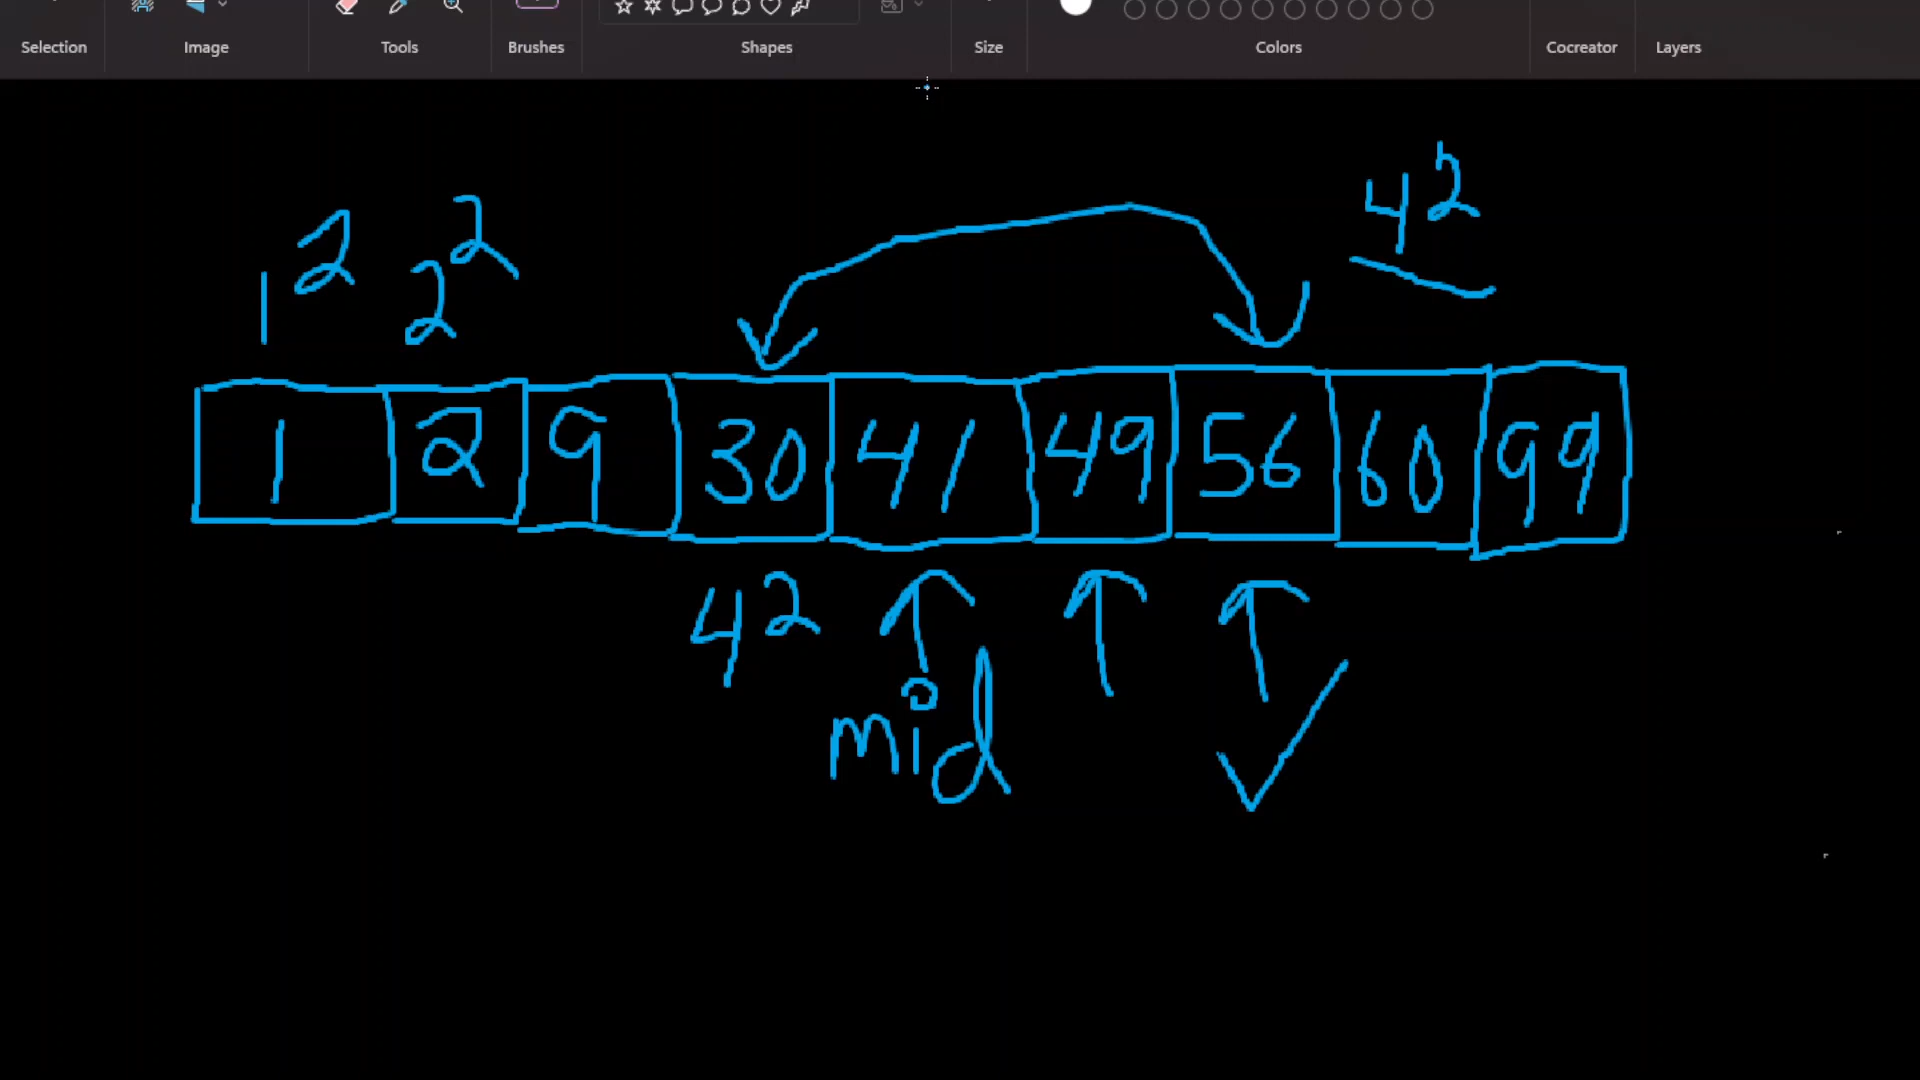 Selection Image Tools Brushes Shapes Size Colors Cocreator Layers
1² 2² 4²
1 2 9 30 41 49 56 60 99
4²
mid